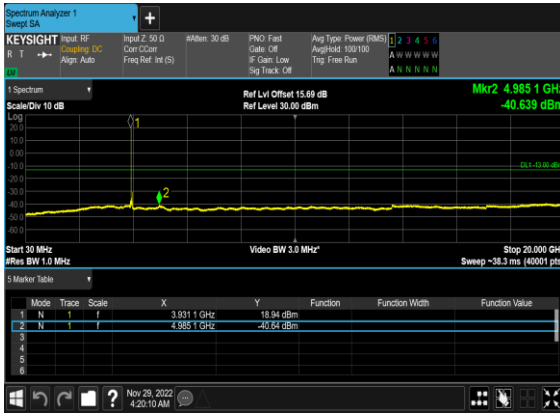 Spectrum Analyzer 1
Swept SA
+
KEYSIGHT Input: RF Input Z: 50 Ω #Atten: 30 dB PNO: Fast Avg Type: Power (RMS) 1 2 3 4 5 6
R T Coupling: DC Corr CCorr Gate: Off Avg|Hold: 100/100 A W W W W W
Align: Auto Freq Ref: Int (S) IF Gain: Low Trig: Free Run
Sig Track: Off A N N N N N
1 Spectrum
Scale/Div 10 dB Ref Lvl Offset 15.69 dB Mkr2 4.985 1 GHz
Ref Level 30.00 dBm -40.639 dBm
Log
20.0
10.0
0.00
-10.0
DL1 -13.00 dBm
-20.0
-30.0
-40.0
-50.0
-60.0
1
2
Start 30 MHz Video BW 3.0 MHz* Stop 20.000 GH
#Res BW 1.0 MHz Sweep ~38.3 ms (40001 pts
5 Marker Table
Mode Trace Scale X Y Function Function Width Function Value
1 N 1 f 3.931 1 GHz 18.94 dBm
2 N 1 f 4.985 1 GHz -40.64 dBm
3
4
5
6
? Nov 29, 2022
4:20:10 AM